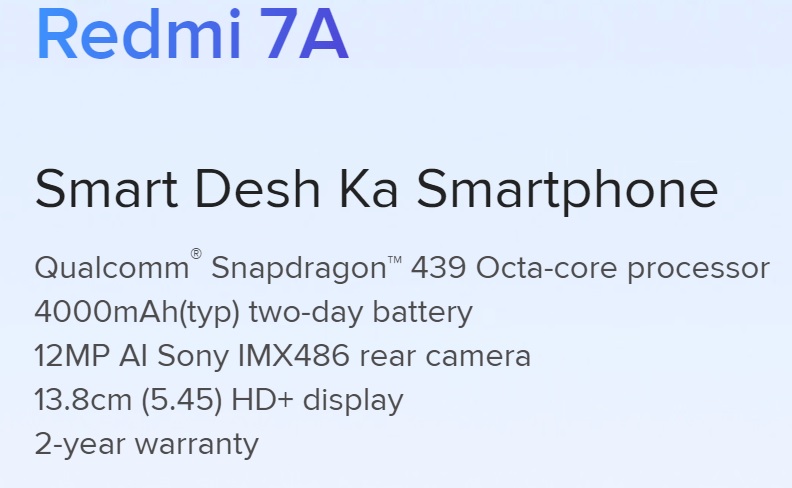 Redmi 7A
Smart Desh Ka Smartphone
Qualcomm® Snapdragon™ 439 Octa-core processor
4000mAh(typ) two-day battery
12MP AI Sony IMX486 rear camera
13.8cm (5.45) HD+ display
2-year warranty